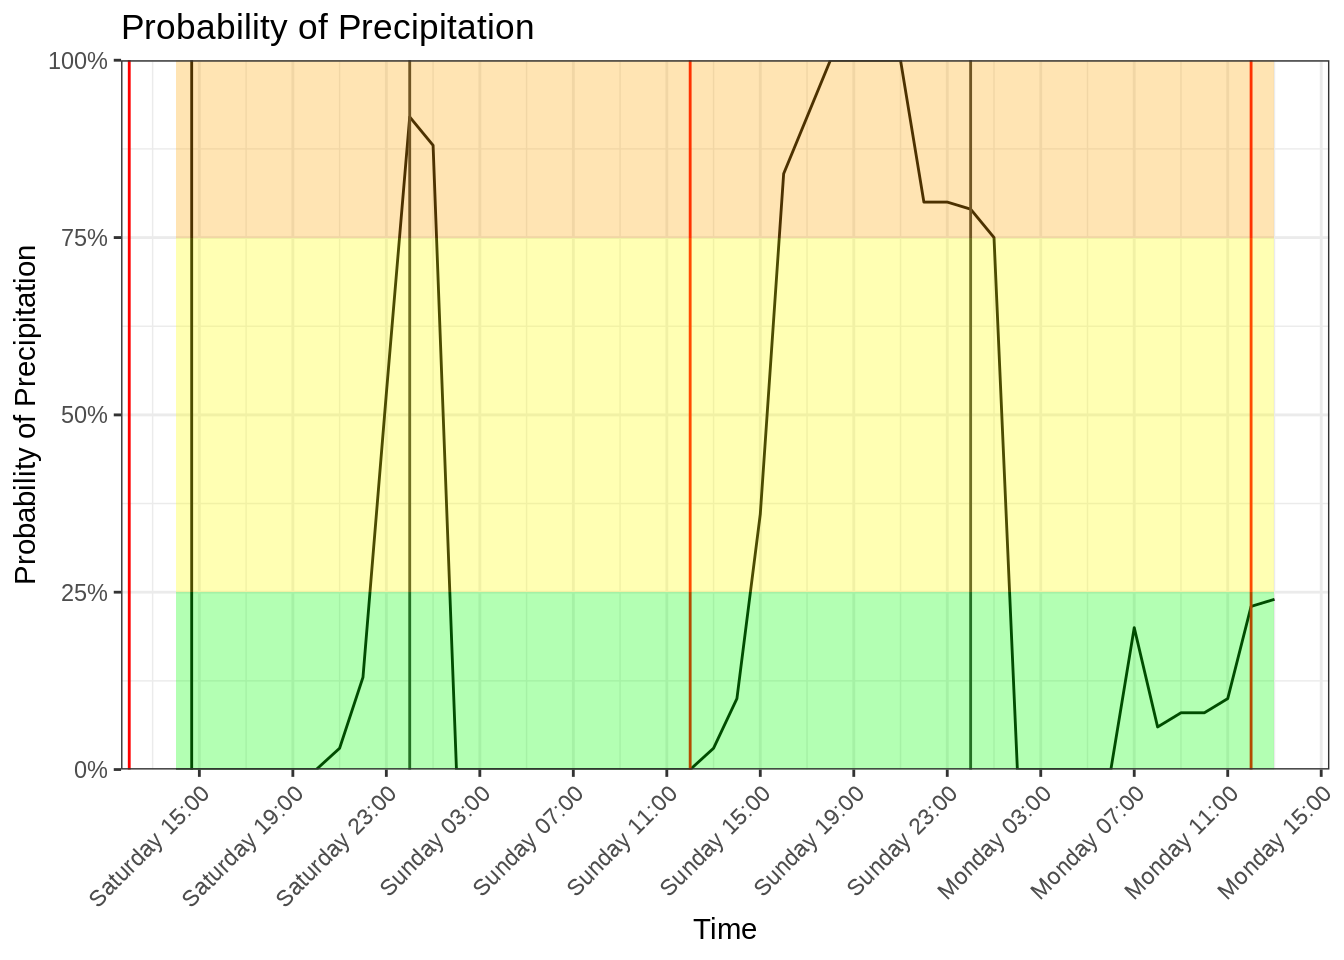 Probability of Precipitation
100%
75%
50%
25%
0%
Probability of Precipitation
Saturday 15:00
Saturday 19:00
Saturday 23:00
Sunday 03:00
Sunday 07:00
Sunday 11:00
Sunday 15:00
Sunday 19:00
Sunday 23:00
Monday 03:00
Monday 07:00
Monday 11:00
Monday 15:00
Time